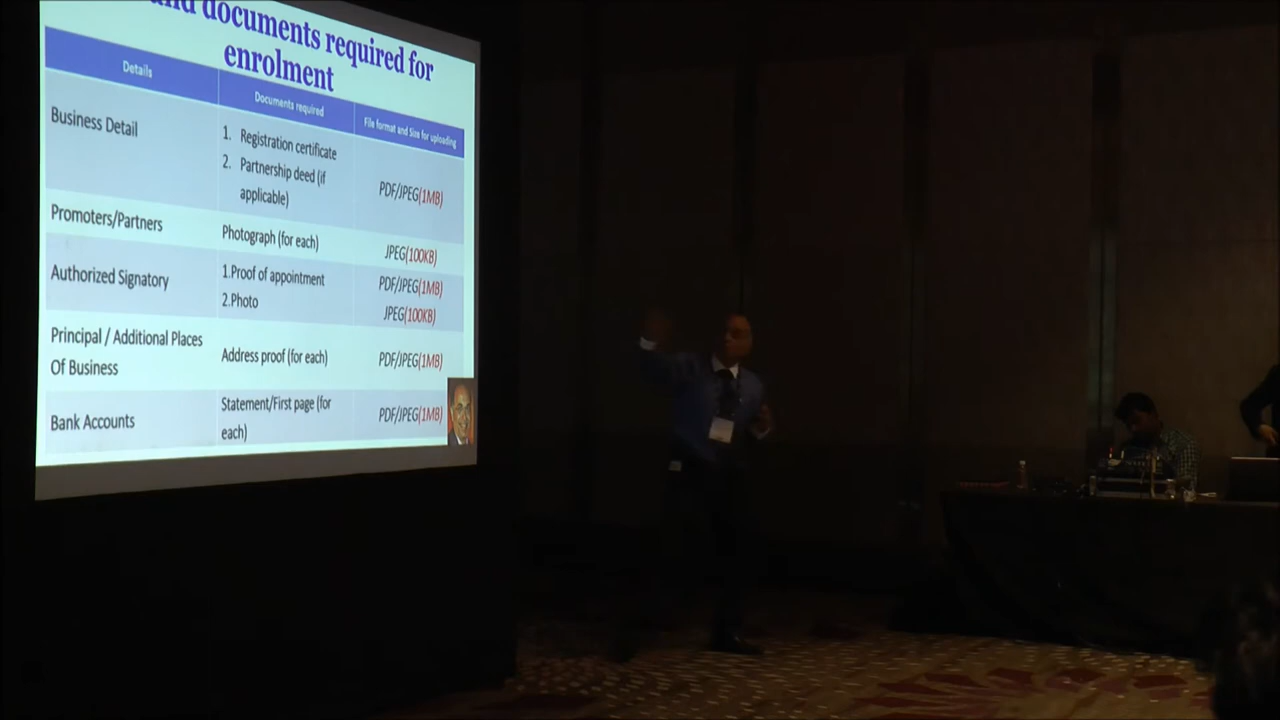 and documents required for
enrolment
Details
Documents required
File format and Size for uploading
Business Detail
1. Registration certificate
2. Partnership deed (if
applicable)
PDF/JPEG(1MB)
Promoters/Partners
Photograph (for each)
JPEG(100KB)
Authorized Signatory
1.Proof of appointment
2.Photo
PDF/JPEG(1MB)
JPEG(100KB)
Principal / Additional Places
Of Business
Address proof (for each)
PDF/JPEG(1MB)
Bank Accounts
Statement/First page (for
each)
PDF/JPEG(1MB)